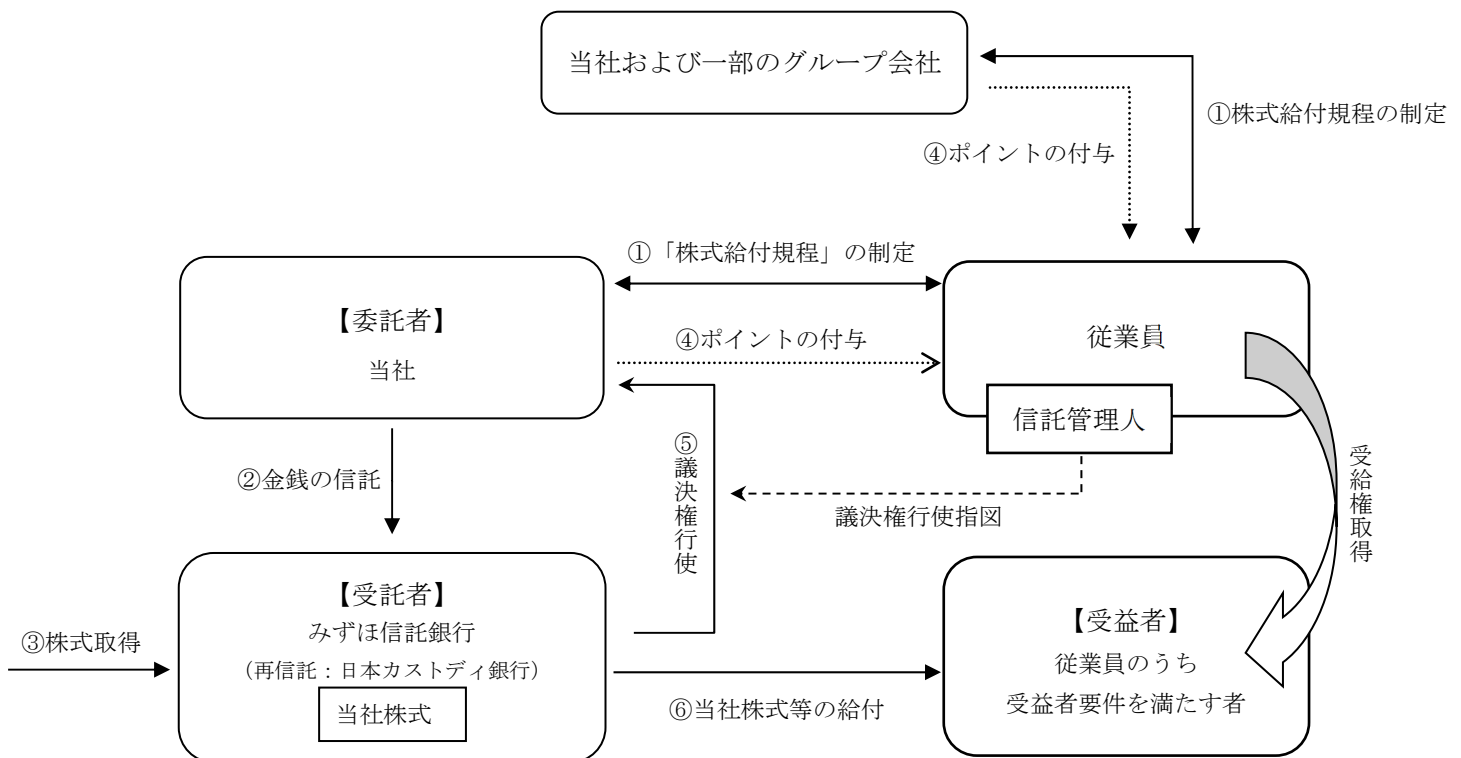 当社および一部のグループ会社
①株式給付規程の制定
④ポイントの付与
①「株式給付規程」の制定
【委託者】
当社
④ポイントの付与
従業員
信託管理人
②金銭の信託
⑤議決権行使
議決権行使指図
受給権取得
③株式取得
【受託者】
みずほ信託銀行
（再信託：日本カストディ銀行）
当社株式
⑥当社株式等の給付
【受益者】
従業員のうち
受益者要件を満たす者